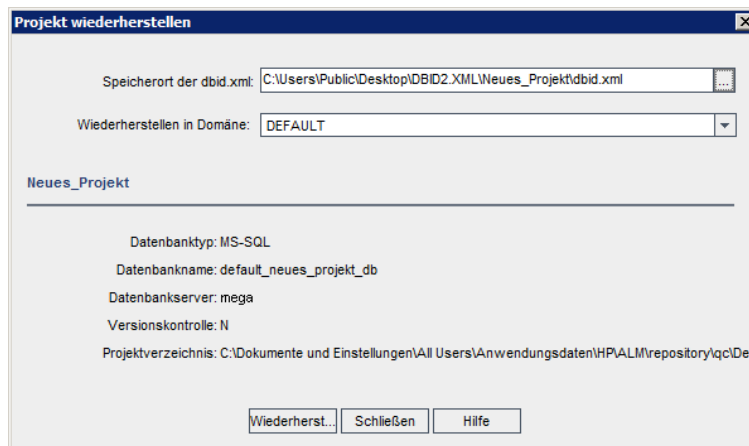 Projekt wiederherstellen
Speicherort der dbid.xml: C:\Users\Public\Desktop\DBID2.XML\Neues_Projekt\dbid.xml ...
Wiederherstellen in Domäne: DEFAULT
Neues_Projekt
Datenbanktyp: MS-SQL
Datenbankname: default_neues_projekt_db
Datenbankserver: mega
Versionskontrolle: N
Projektverzeichnis: C:\Dokumente und Einstellungen\All Users\Anwendungsdaten\HP\ALM\repository\qc\De
Wiederherst... Schließen Hilfe